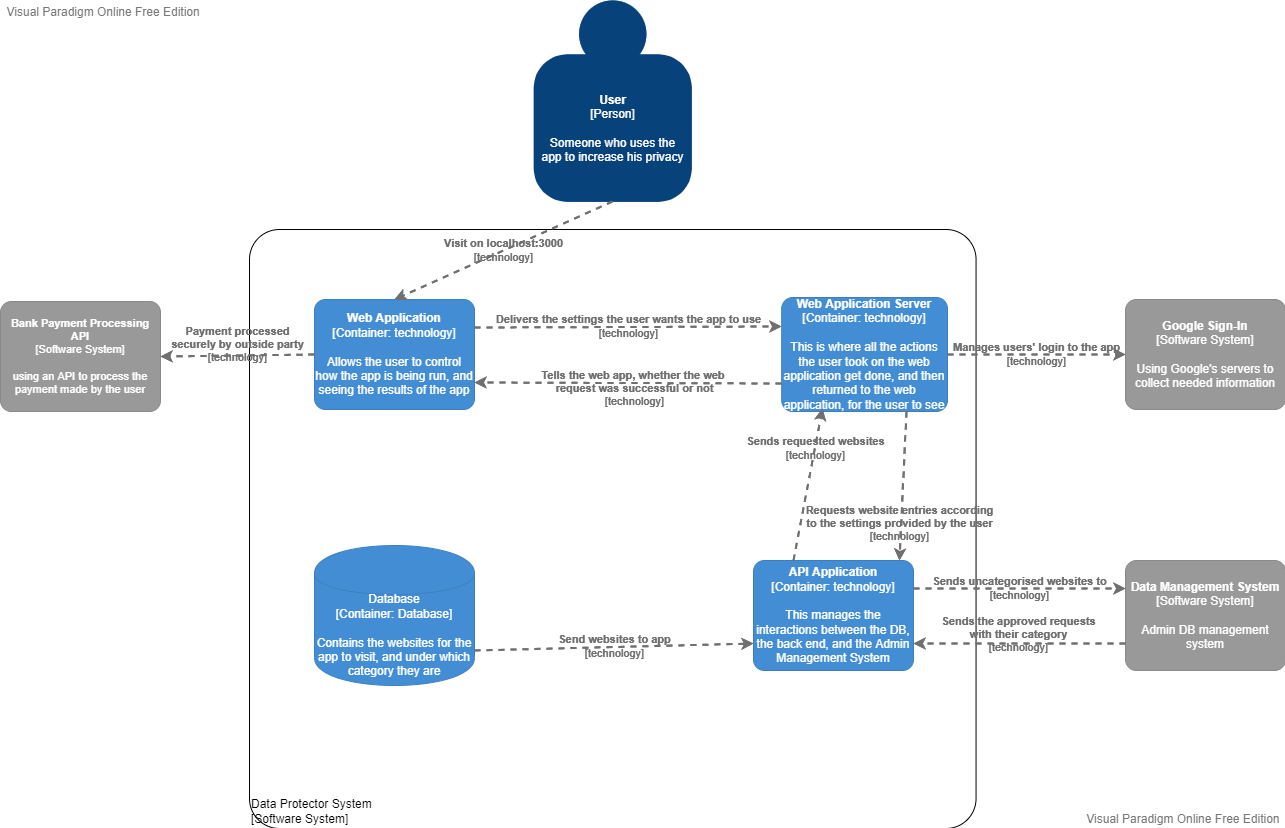 Visual Paradigm Online Free Edition
User
[Person]
Someone who uses the
app to increase his privacy
Visit on localhost:3000
[technology]
Bank Payment Processing
API
[Software System]
using an API to process the
payment made by the user
Payment processed
securely by outside party
[technology]
Web Application
[Container: technology]
Allows the user to control
how the app is being run, and
seeing the results of the app
Delivers the settings the user wants the app to use
[technology]
Tells the web app, whether the web
request was successful or not
[technology]
Web Application Server
[Container: technology]
This is where all the actions
the user took on the web
application get done, and then
returned to the web
application, for the user to see
Manages users' login to the app
[technology]
Google Sign-In
[Software System]
Using Google's servers to
collect needed information
Sends requested websites
[technology]
Requests website entries according
to the settings provided by the user
[technology]
Database
[Container: Database]
Contains the websites for the
app to visit, and under which
category they are
Send websites to app
[technology]
API Application
[Container: technology]
This manages the
interactions between the DB,
the back end, and the Admin
Management System
Sends uncategorised websites to
[technology]
Sends the approved requests
with their category
[technology]
Data Management System
[Software System]
Admin DB management
system
Data Protector System
[Software System]
Visual Paradigm Online Free Edition